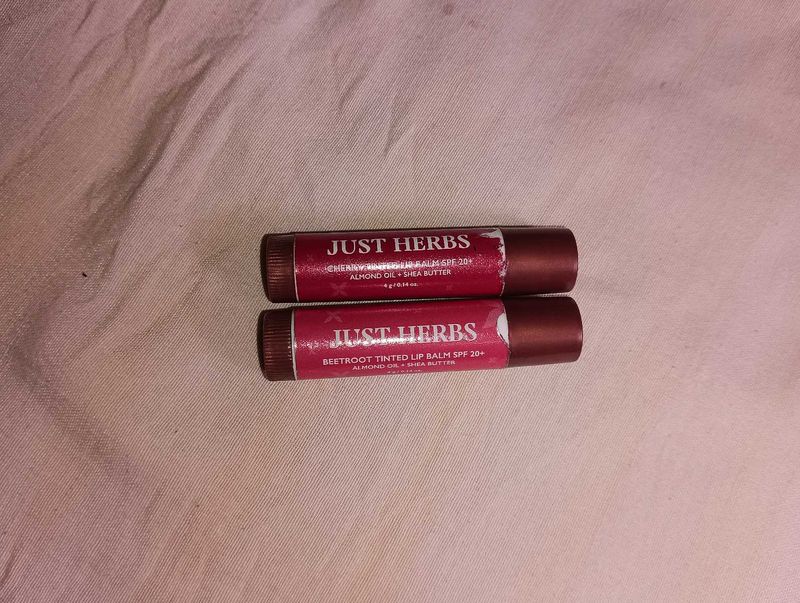 JUST HERBS
CHERRY TINTED LIP BALM SPF 20+
ALMOND OIL + SHEA BUTTER
4 g / 0.14 oz.
JUST HERBS
BEETROOT TINTED LIP BALM SPF 20+
ALMOND OIL + SHEA BUTTER